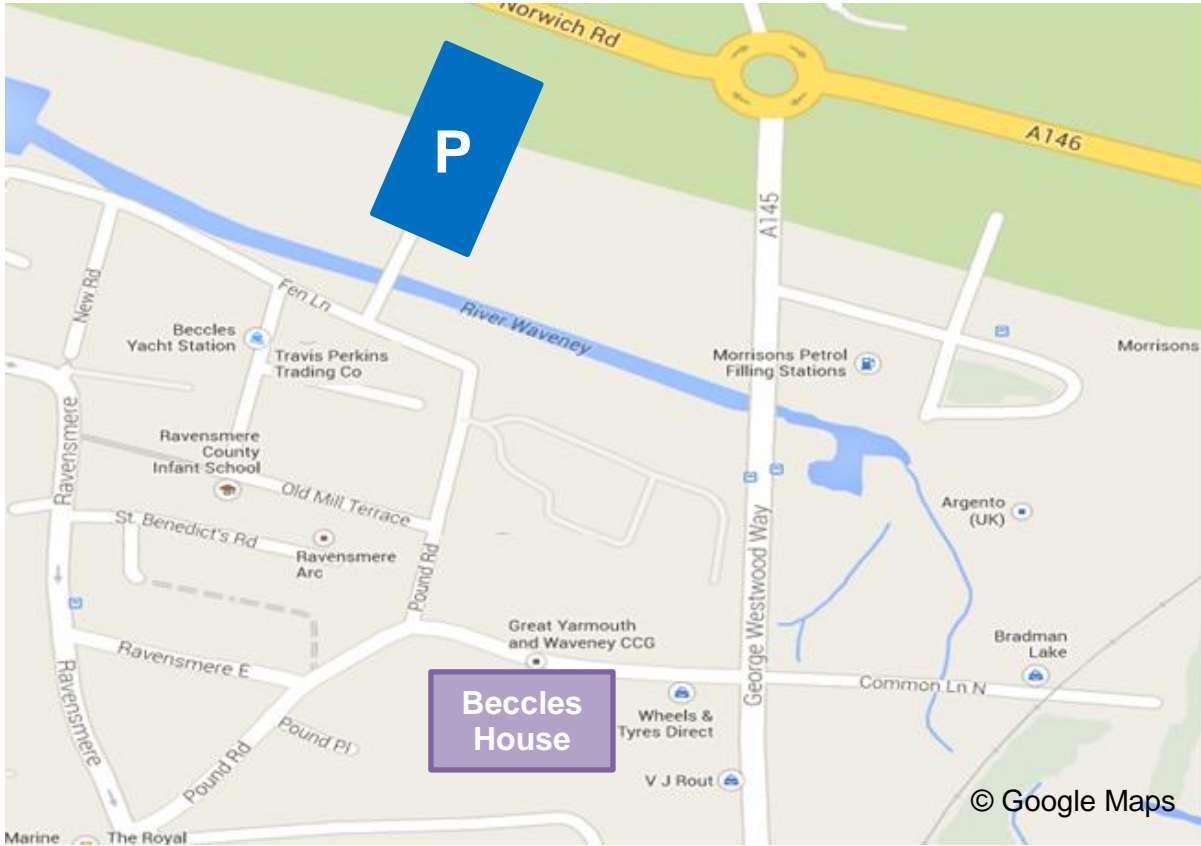 Norwich Rd
P
A146
A145
New Rd
Fen Ln
River Waveney
Beccles
Yacht Station
Travis Perkins
Trading Co
Morrisons Petrol
Filling Stations
Morrisons
Ravensmere
Ravensmere
County
Infant School
Old Mill Terrace
St. Benedict's Rd
Ravensmere
Arc
Pound Rd
George Westwood Way
Argento
(UK)
Great Yarmouth
and Waveney CCG
Ravensmere E
Bradman
Lake
Common Ln N
Ravensmere
Beccles
House
Wheels &
Tyres Direct
Pound Pl
Pound Rd
V J Rout
© Google Maps
Marine
The Royal